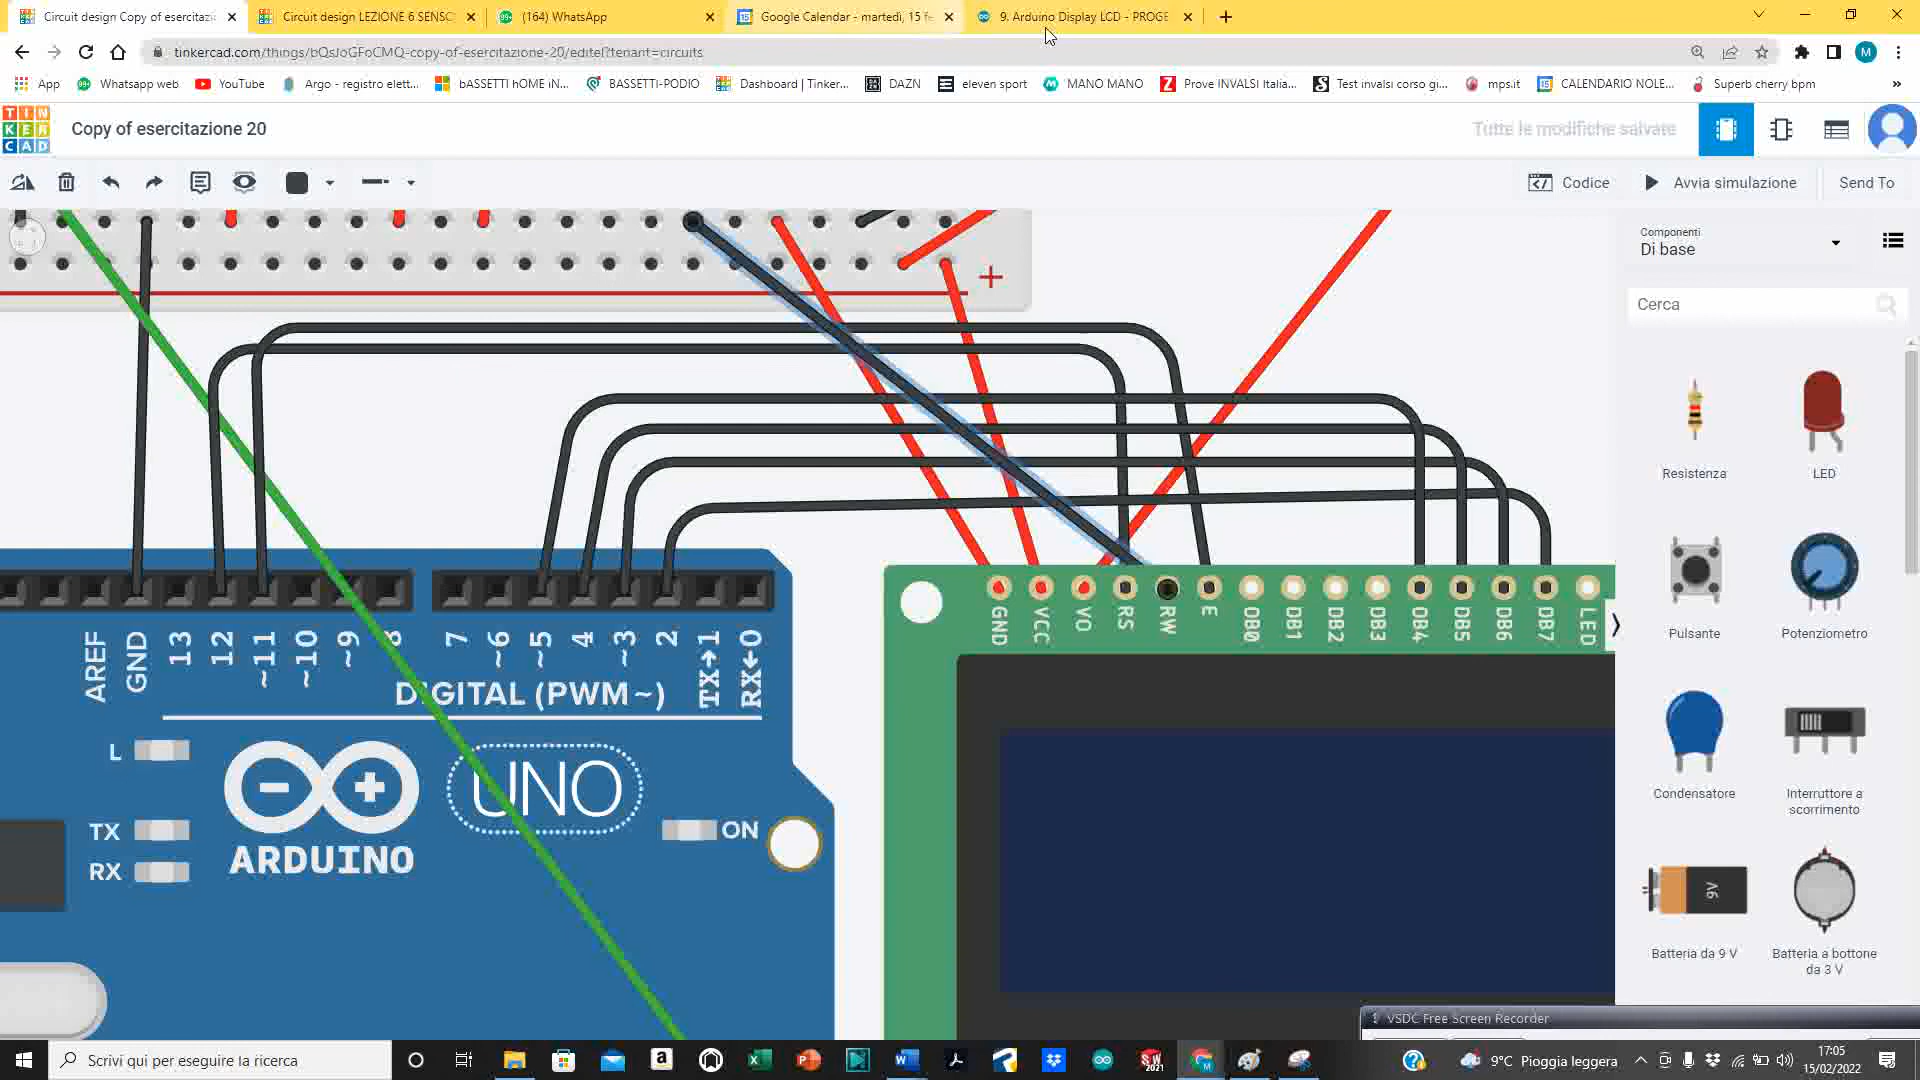 Circuit design Copy of esercitazi
Circuit design LEZIONE 6 SENSO
(164) WhatsApp
Google Calendar - martedì, 15 fe
9. Arduino Display LCD - PROGE
tinkercad.com/things/bQsJoGFoCMQ-copy-of-esercitazione-20/editel?tenant=circuits
M
App
Whatsapp web
YouTube
Argo - registro elett...
bASSETTI hOME iN...
BASSETTI-PODIO
Dashboard | Tinker...
DAZN
eleven sport
MANO MANO
Prove INVALSI Italia...
Test invalsi corso gi...
mps.it
CALENDARIO NOLE...
Superb cherry bpm
»
TIN
KER
CAD
Copy of esercitazione 20
Tutte le modifiche salvate
Codice
Avvia simulazione
Send To
Componenti
Di base
Cerca
Resistenza
LED
Pulsante
Potenziometro
Condensatore
Interruttore a
scorrimento
9V
Batteria da 9 V
Batteria a bottone
da 3 V
+
AREF
GND
13
12
~11
~10
~9
8
7
~6
~5
4
~3
2
TX→1
RX←0
DIGITAL (PWM~)
L
TX
RX
UNO
ON
ARDUINO
GND
VCC
VO
RS
RW
E
DB0
DB1
DB2
DB3
DB4
DB5
DB6
DB7
LED
VSDC Free Screen Recorder
Scrivi qui per eseguire la ricerca
9°C Pioggia leggera
17:05
15/02/2022